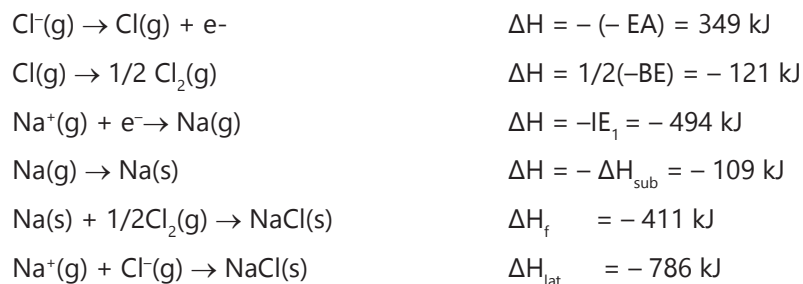 Cl⁻(g) → Cl(g) + e- ΔH = – (– EA) = 349 kJ
Cl(g) → 1/2 Cl₂(g) ΔH = 1/2(–BE) = – 121 kJ
Na⁺(g) + e⁻→ Na(g) ΔH = –IE₁ = – 494 kJ
Na(g) → Na(s) ΔH = – ΔH_sub = – 109 kJ
Na(s) + 1/2Cl₂(g) → NaCl(s) ΔH_f = – 411 kJ
Na⁺(g) + Cl⁻(g) → NaCl(s) ΔH_lat = – 786 kJ